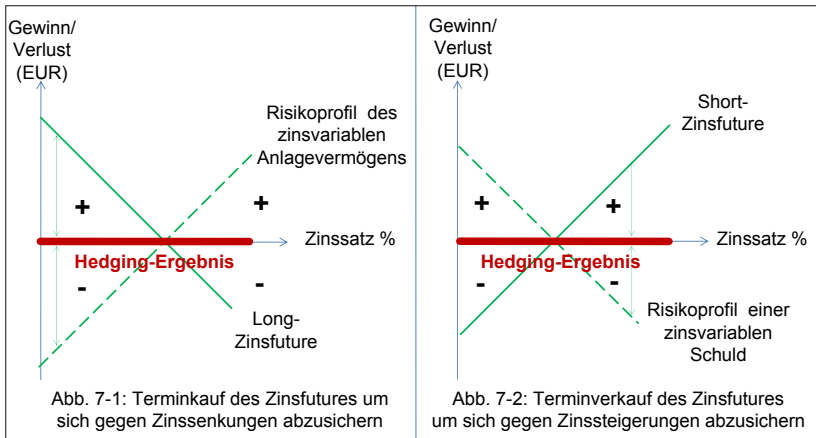 Gewinn/
Verlust
(EUR)
Risikoprofil des
zinsvariablen
Anlagevermögens
+
+
Zinssatz %
Hedging-Ergebnis
-
-
Long-
Zinsfuture
Abb. 7-1: Terminkauf des Zinsfutures um
sich gegen Zinssenkungen abzusichern
Gewinn/
Verlust
(EUR)
Short-
Zinsfuture
+
+
Zinssatz %
Hedging-Ergebnis
-
-
Risikoprofil einer
zinsvariablen
Schuld
Abb. 7-2: Terminverkauf des Zinsfutures
um sich gegen Zinssteigerungen abzusichern